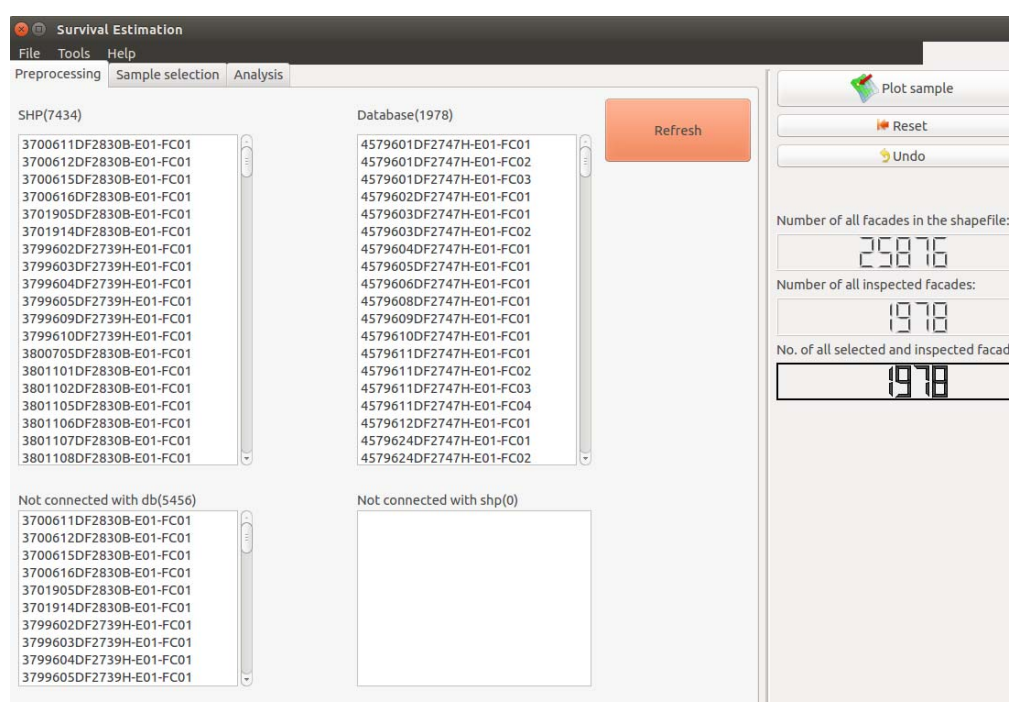 Survival Estimation
File Tools Help
Preprocessing Sample selection Analysis
SHP(7434)
3700611DF2830B-E01-FC01
3700612DF2830B-E01-FC01
3700615DF2830B-E01-FC01
3700616DF2830B-E01-FC01
3701905DF2830B-E01-FC01
3701914DF2830B-E01-FC01
3799602DF2739H-E01-FC01
3799603DF2739H-E01-FC01
3799604DF2739H-E01-FC01
3799605DF2739H-E01-FC01
3799609DF2739H-E01-FC01
3799610DF2739H-E01-FC01
3800705DF2830B-E01-FC01
3801101DF2830B-E01-FC01
3801102DF2830B-E01-FC01
3801105DF2830B-E01-FC01
3801106DF2830B-E01-FC01
3801107DF2830B-E01-FC01
3801108DF2830B-E01-FC01
Database(1978)
4579601DF2747H-E01-FC01
4579601DF2747H-E01-FC02
4579601DF2747H-E01-FC03
4579602DF2747H-E01-FC01
4579603DF2747H-E01-FC01
4579603DF2747H-E01-FC02
4579604DF2747H-E01-FC01
4579605DF2747H-E01-FC01
4579606DF2747H-E01-FC01
4579608DF2747H-E01-FC01
4579609DF2747H-E01-FC01
4579610DF2747H-E01-FC01
4579611DF2747H-E01-FC01
4579611DF2747H-E01-FC02
4579611DF2747H-E01-FC03
4579611DF2747H-E01-FC04
4579612DF2747H-E01-FC01
4579624DF2747H-E01-FC01
4579624DF2747H-E01-FC02
Refresh
Not connected with db(5456)
3700611DF2830B-E01-FC01
3700612DF2830B-E01-FC01
3700615DF2830B-E01-FC01
3700616DF2830B-E01-FC01
3701905DF2830B-E01-FC01
3701914DF2830B-E01-FC01
3799602DF2739H-E01-FC01
3799603DF2739H-E01-FC01
3799604DF2739H-E01-FC01
3799605DF2739H-E01-FC01
Not connected with shp(0)
Plot sample
Reset
Undo
Number of all facades in the shapefile:
25876
Number of all inspected facades:
1978
No. of all selected and inspected facad
1978